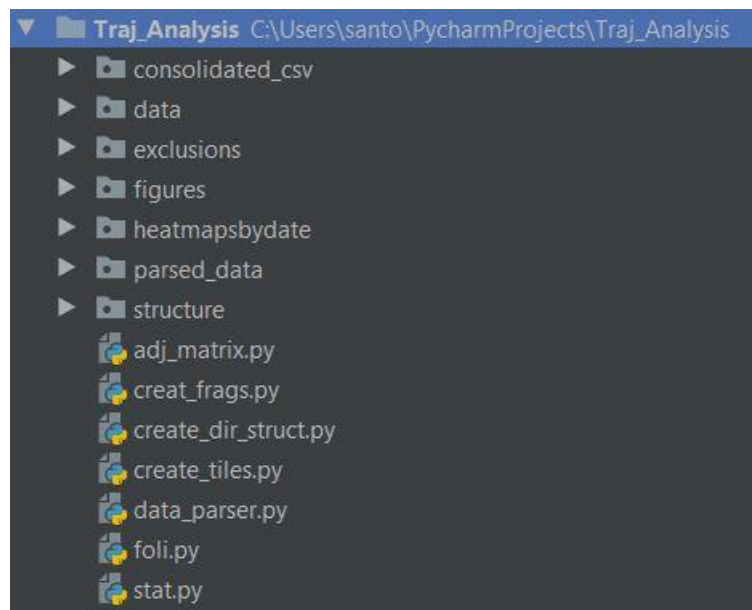 Traj_Analysis C:\Users\santo\PycharmProjects\Traj_Analysis
consolidated_csv
data
exclusions
figures
heatmapsbydate
parsed_data
structure
adj_matrix.py
creat_frags.py
create_dir_struct.py
create_tiles.py
data_parser.py
foli.py
stat.py